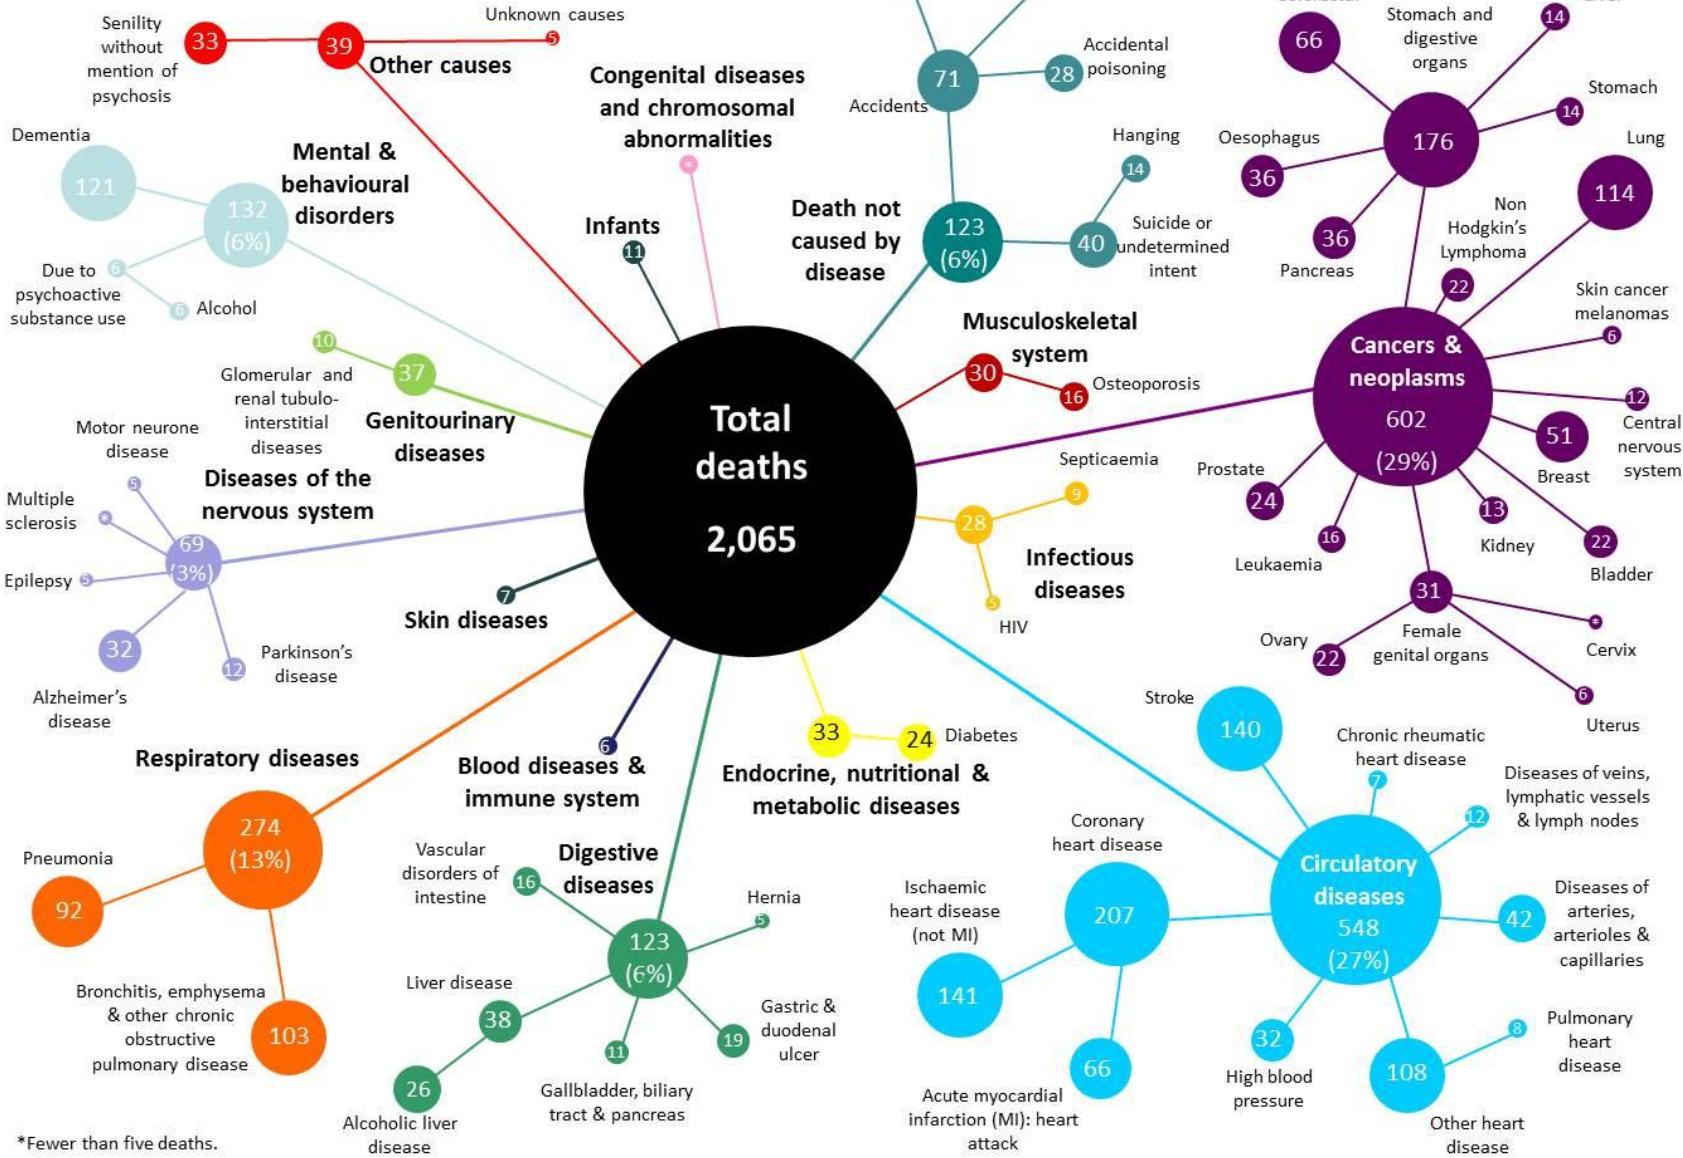 Senility
without
mention of
psychosis
33
39
Other causes
Unknown causes
5
Congenital diseases
and chromosomal
abnormalities
*
Infants
11
71
Accidents
28
Accidental
poisoning
Hanging
14
Death not
caused by
disease
123
(6%)
40
Suicide or
undetermined
intent
66
Stomach and
digestive
organs
14
Stomach
14
176
Oesophagus
36
36
Pancreas
Lung
114
Non
Hodgkin's
Lymphoma
22
Skin cancer
melanomas
6
Cancers &
neoplasms
602
(29%)
12
Central
nervous
system
51
Breast
Prostate
24
16
Leukaemia
13
Kidney
22
Bladder
31
Female
genital organs
Ovary
22
*
Cervix
6
Uterus
Dementia
121
Mental &
behavioural
disorders
132
(6%)
Due to
psychoactive
substance use
6
6
Alcohol
10
Glomerular and
renal tubulo-
interstitial
diseases
37
Genitourinary
diseases
Musculoskeletal
system
30
16
Osteoporosis
Total
deaths
2,065
Motor neurone
disease
5
Multiple
sclerosis
*
Diseases of the
nervous system
69
(3%)
Epilepsy
5
32
Alzheimer's
disease
12
Parkinson's
disease
Septicaemia
9
28
Infectious
diseases
5
HIV
7
Skin diseases
Respiratory diseases
274
(13%)
Pneumonia
92
Bronchitis, emphysema
& other chronic
obstructive
pulmonary disease
103
6
Blood diseases &
immune system
33
24
Diabetes
Endocrine, nutritional &
metabolic diseases
Vascular
disorders of
intestine
16
Digestive
diseases
Hernia
5
123
(6%)
Liver disease
38
26
Alcoholic liver
disease
11
Gallbladder, biliary
tract & pancreas
19
Gastric &
duodenal
ulcer
Stroke
140
Chronic rheumatic
heart disease
7
Diseases of veins,
lymphatic vessels
& lymph nodes
12
Coronary
heart disease
207
Ischaemic
heart disease
(not MI)
141
66
Acute myocardial
infarction (MI): heart
attack
Circulatory
diseases
548
(27%)
42
Diseases of
arteries,
arterioles &
capillaries
32
High blood
pressure
108
Other heart
disease
8
Pulmonary
heart
disease
*Fewer than five deaths.